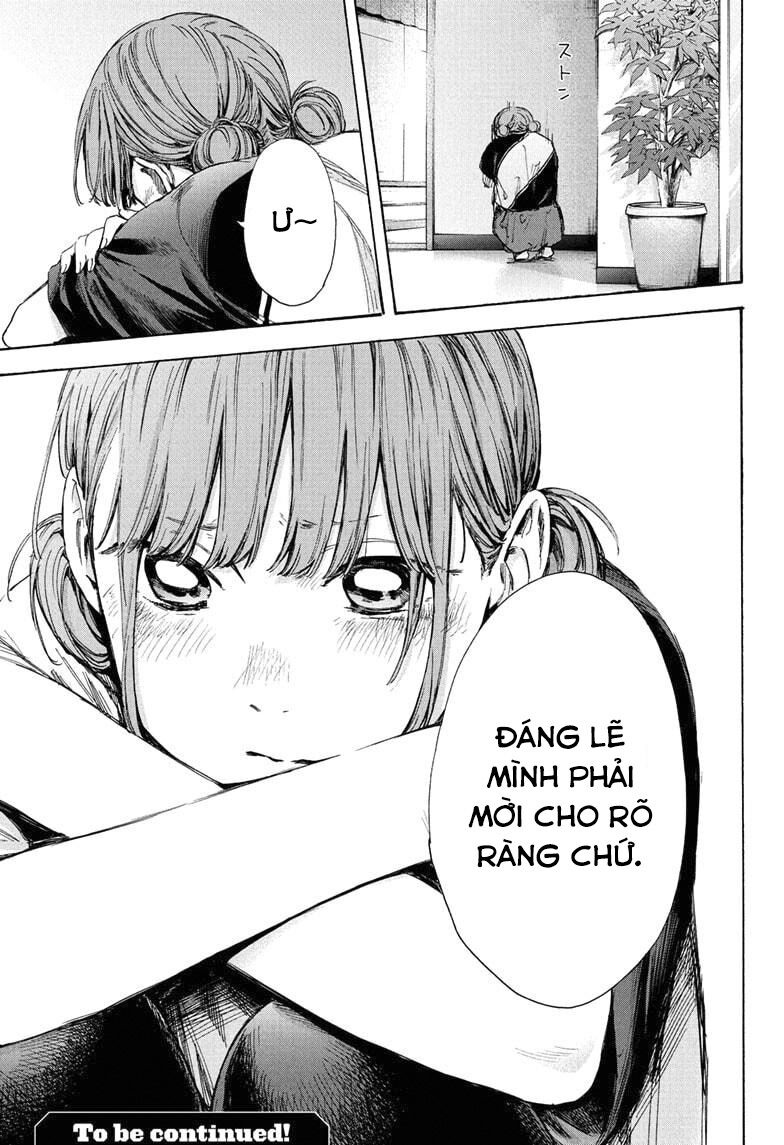 ストン
Ư~
ĐÁNG LẼ
MÌNH PHẢI
MỜI CHO RÕ
RÀNG CHỨ.
To be continued!